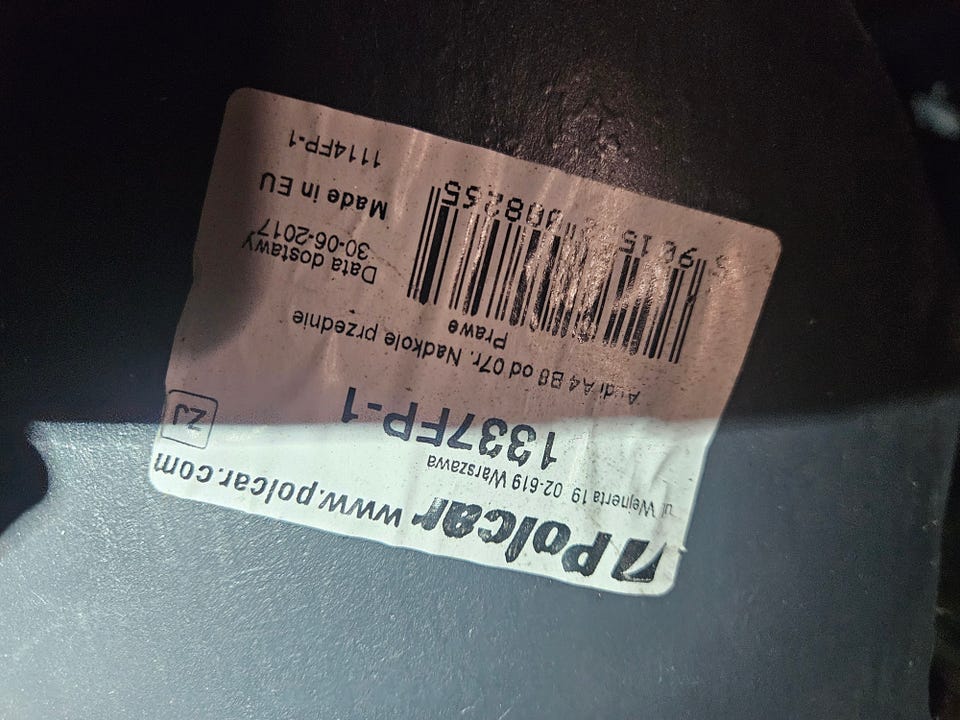 Polcar www.polcar.com
ul. Wejnerta 19 02-619 Warszawa
1337FP-1
ZJ
Audi A4 B8 od 07r. Nadkole przednie
Prawe
Data dostawy
30-06-2017
Made in EU
1114FP-1